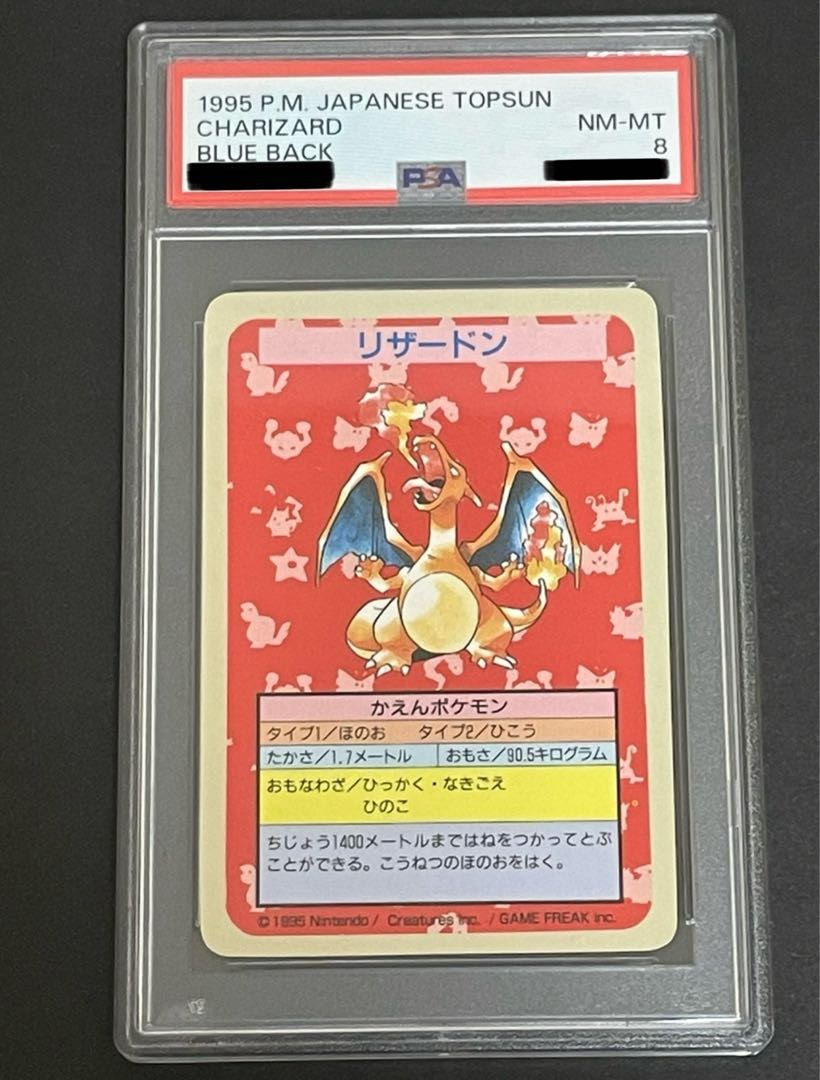 1995 P.M. JAPANESE TOPSUN
CHARIZARD
NM-MT
BLUE BACK
8
PSA
リザードン
かえんポケモン
タイプ1/ほのお タイプ2/ひこう
たかさ/1.7メートル おもさ/90.5キログラム
おもなわざ/ひっかく・なきごえ
ひのこ
ちじょう1400メートルまではねをつかってとぶ
ことができる。こうねつのほのおをはく。
©1995 Nintendo / Creatures inc. / GAME FREAK inc.